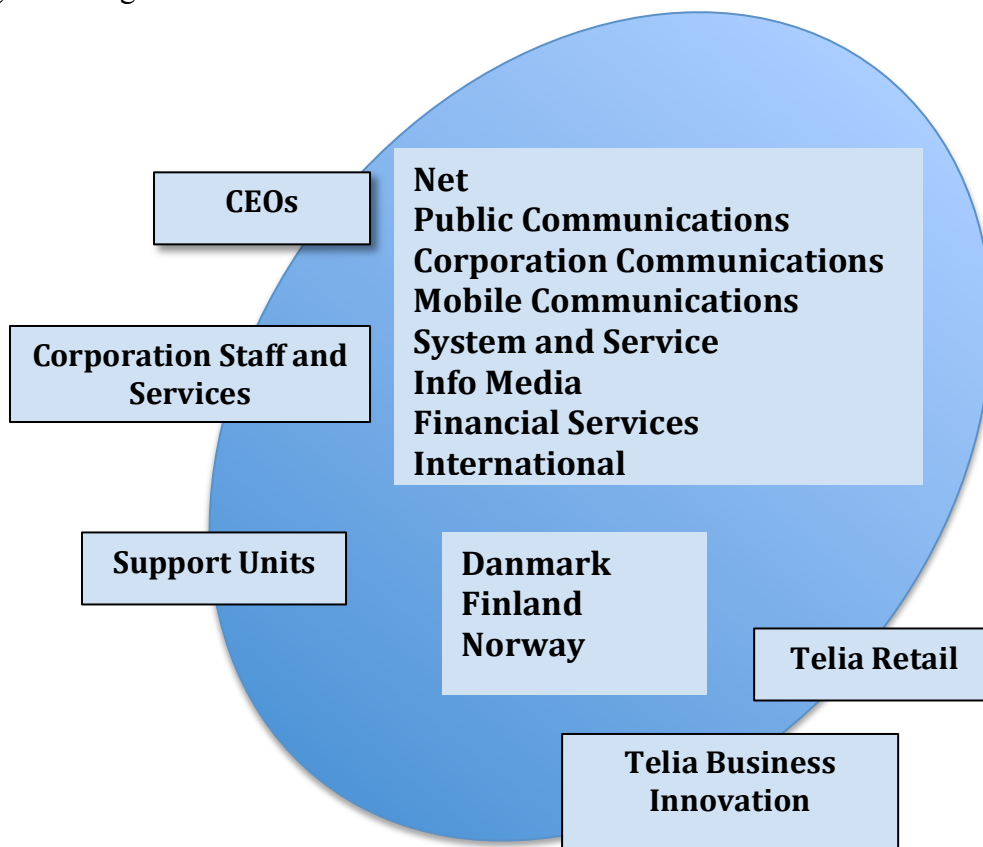 CEOs
Net
Public Communications
Corporation Communications
Mobile Communications
System and Service
Info Media
Financial Services
International
Corporation Staff and
Services
Support Units
Danmark
Finland
Norway
Telia Retail
Telia Business
Innovation